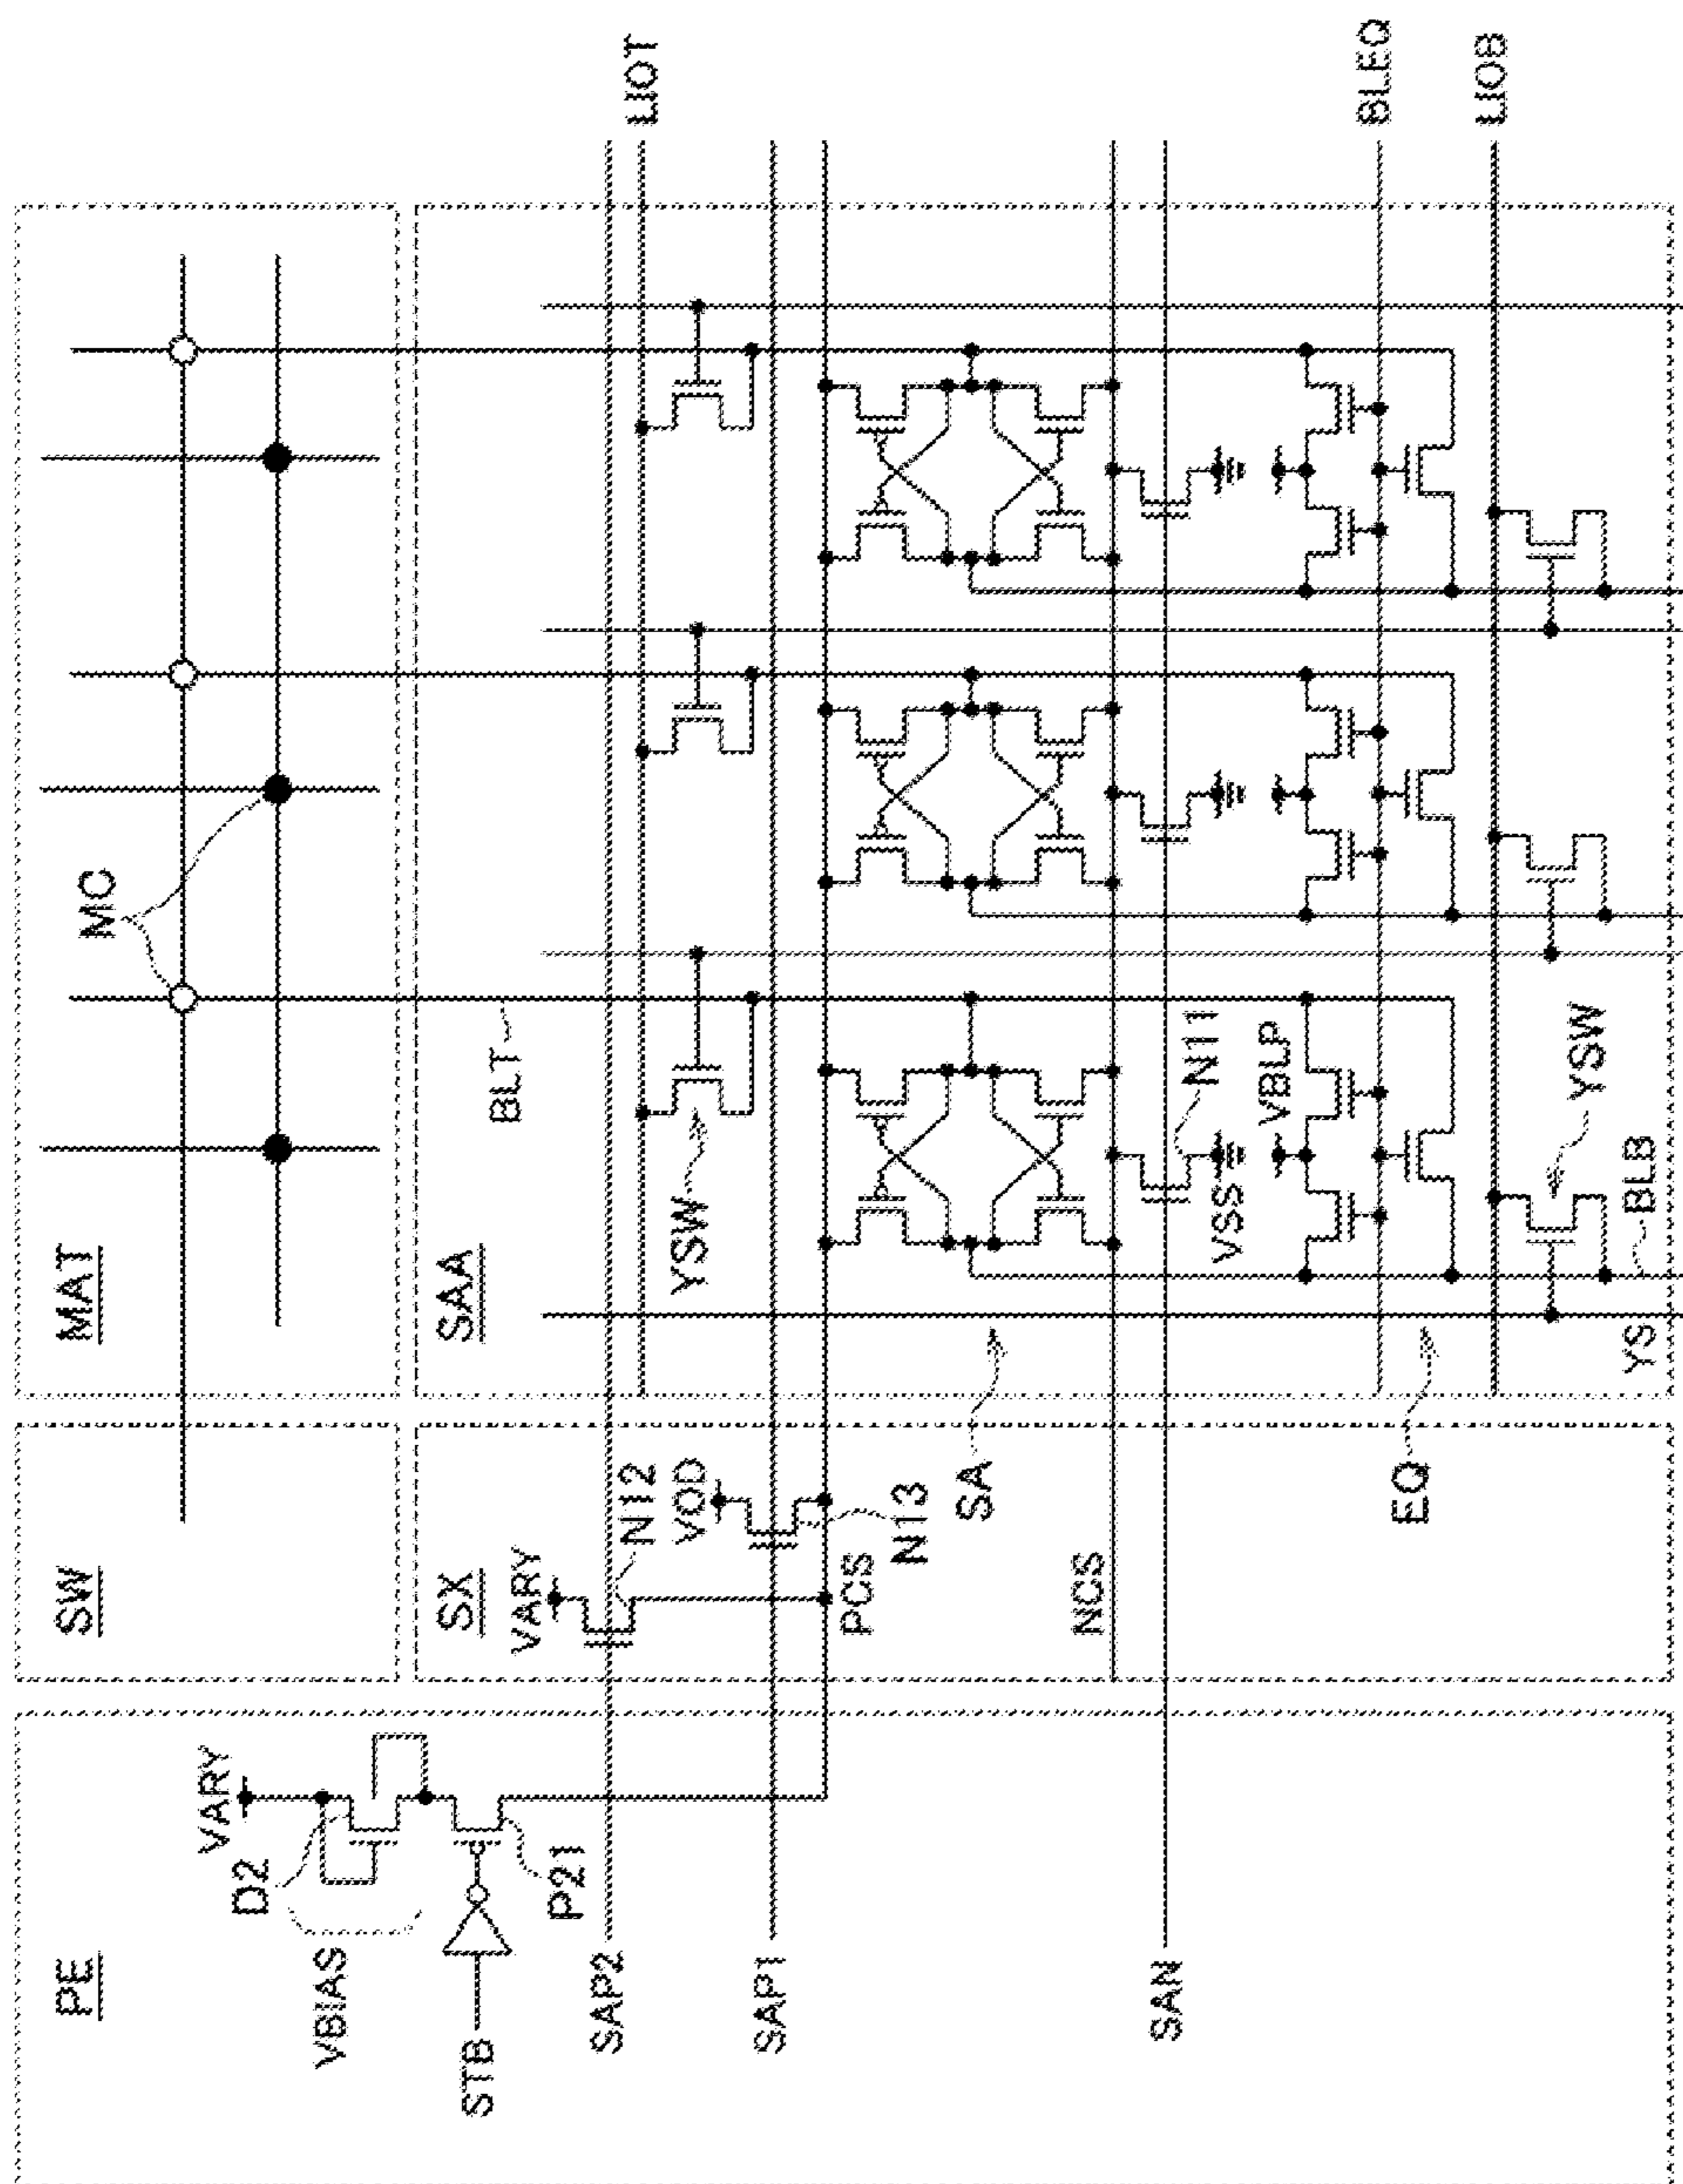 PE
SW
MAT
VARY
D2
VBIAS
STB
P21
SAP2
SAP1
SAN
SX
VARY
N12
VOD
N13
PCS
NCS
SA
EQ
MC
SAA
BLT
YSW
N11
VSS
VBLP
YSW
BLB
YS
LIOT
BLEQ
LIOB